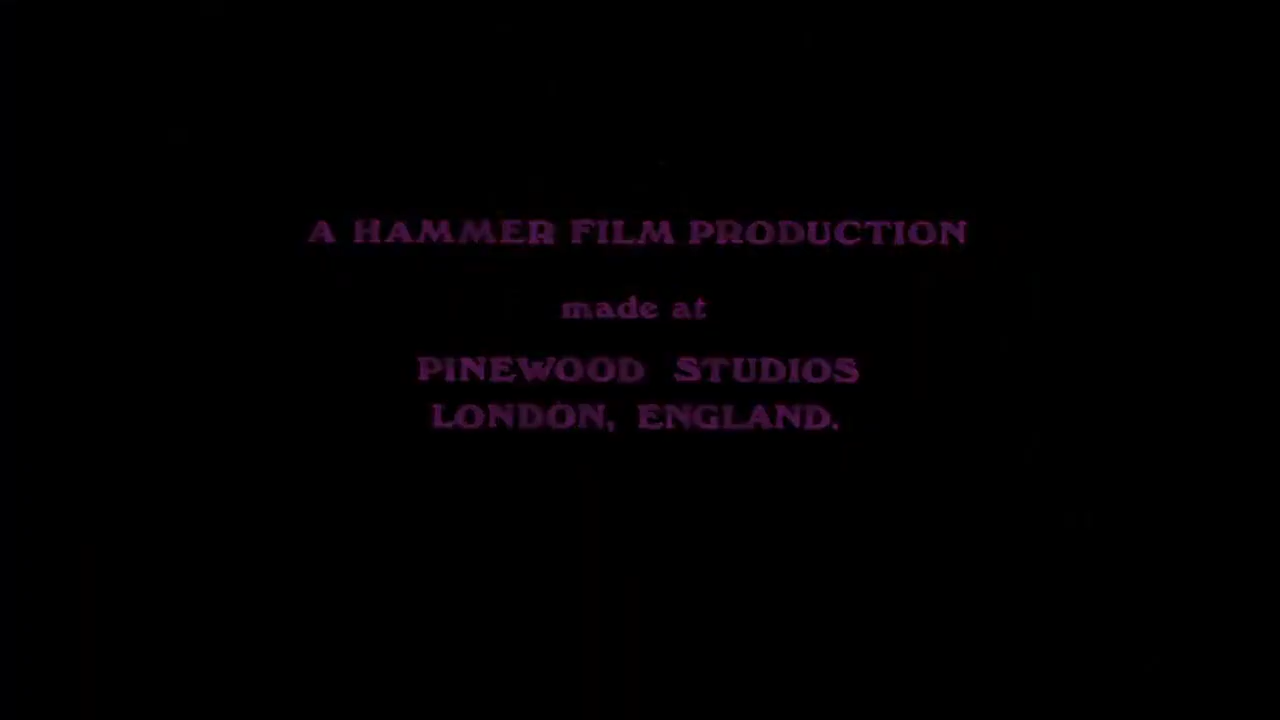 A HAMMER FILM PRODUCTION
made at
PINEWOOD STUDIOS
LONDON, ENGLAND.